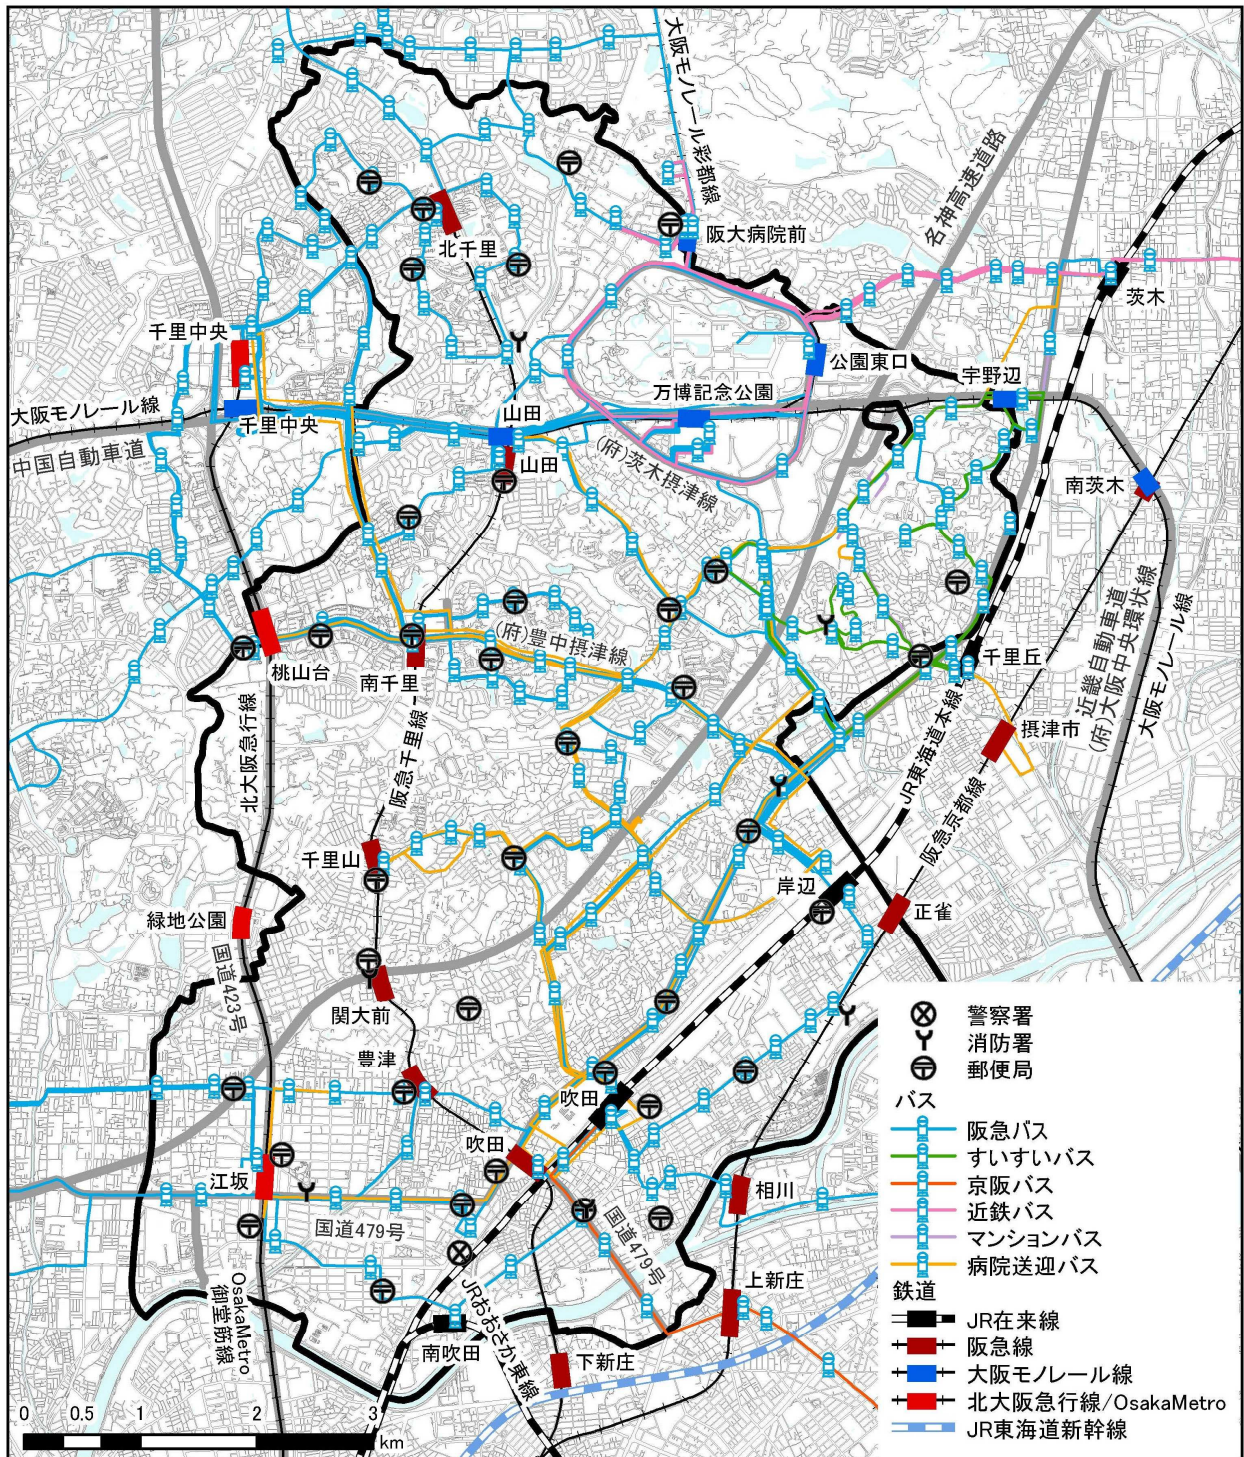 大阪モノレール彩都線
名神高速道路
阪大病院前
北千里
茨木
千里中央
公園東口
宇野辺
万博記念公園
大阪モノレール線
千里中央
山田
中国自動車道
山田
(府)茨木摂津線
南茨木
(府)豊中摂津線
千里丘
桃山台
南千里
近畿自動車道
(府)大阪中央環状線
大阪モノレール線
摂津市
北大阪急行線
阪急千里線
JR東海道本線
阪急京都線
千里山
岸辺
正雀
緑地公園
国道423号
関大前
豊津
吹田
吹田
江坂
相川
国道479号
国道479号
上新庄
OsakaMetro
御堂筋線
JRおおさか東線
南吹田
下新庄
警察署
消防署
郵便局
バス
阪急バス
すいすいバス
京阪バス
近鉄バス
マンションバス
病院送迎バス
鉄道
JR在来線
阪急線
大阪モノレール線
北大阪急行線/OsakaMetro
JR東海道新幹線
0 0.5 1 2 3
km